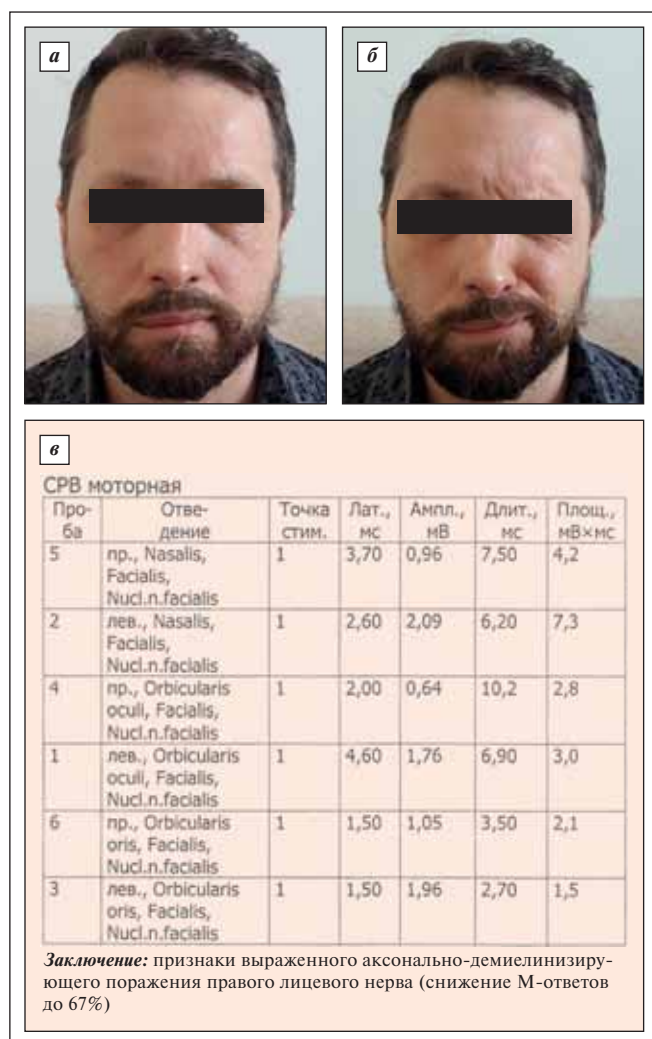 а
б
в
СРВ моторная
Про-
ба
Отве-
дение
Точка
стим.
Лат.,
мс
Ампл.,
мВ
Длит.,
мс
Площ.,
мВ×мс
5
пр., Nasalis,
Facialis,
Nucl.n.facialis
1
3,70
0,96
7,50
4,2
2
лев., Nasalis,
Facialis,
Nucl.n.facialis
1
2,60
2,09
6,20
7,3
4
пр., Orbicularis
oculi, Facialis,
Nucl.n.facialis
1
2,00
0,64
10,2
2,8
1
лев., Orbicularis
oculi, Facialis,
Nucl.n.facialis
1
4,60
1,76
6,90
3,0
6
пр., Orbicularis
oris, Facialis,
Nucl.n.facialis
1
1,50
1,05
3,50
2,1
3
лев., Orbicularis
oris, Facialis,
Nucl.n.facialis
1
1,50
1,96
2,70
1,5
Заключение: признаки выраженного аксонально-демиелинизиру-
ющего поражения правого лицевого нерва (снижение М-ответов
до 67%)